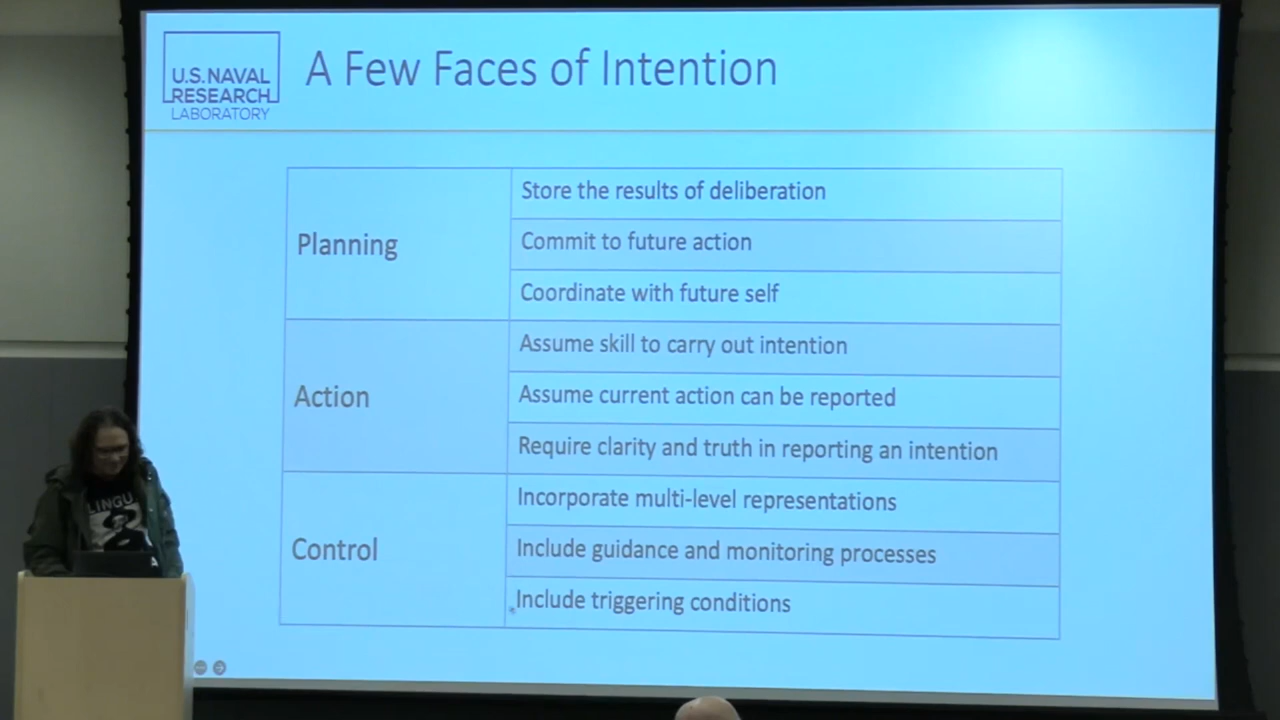 U.S. NAVAL
RESEARCH
LABORATORY
A Few Faces of Intention
Planning
Store the results of deliberation
Commit to future action
Coordinate with future self
Action
Assume skill to carry out intention
Assume current action can be reported
Require clarity and truth in reporting an intention
Control
Incorporate multi-level representations
Include guidance and monitoring processes
Include triggering conditions
LINGU